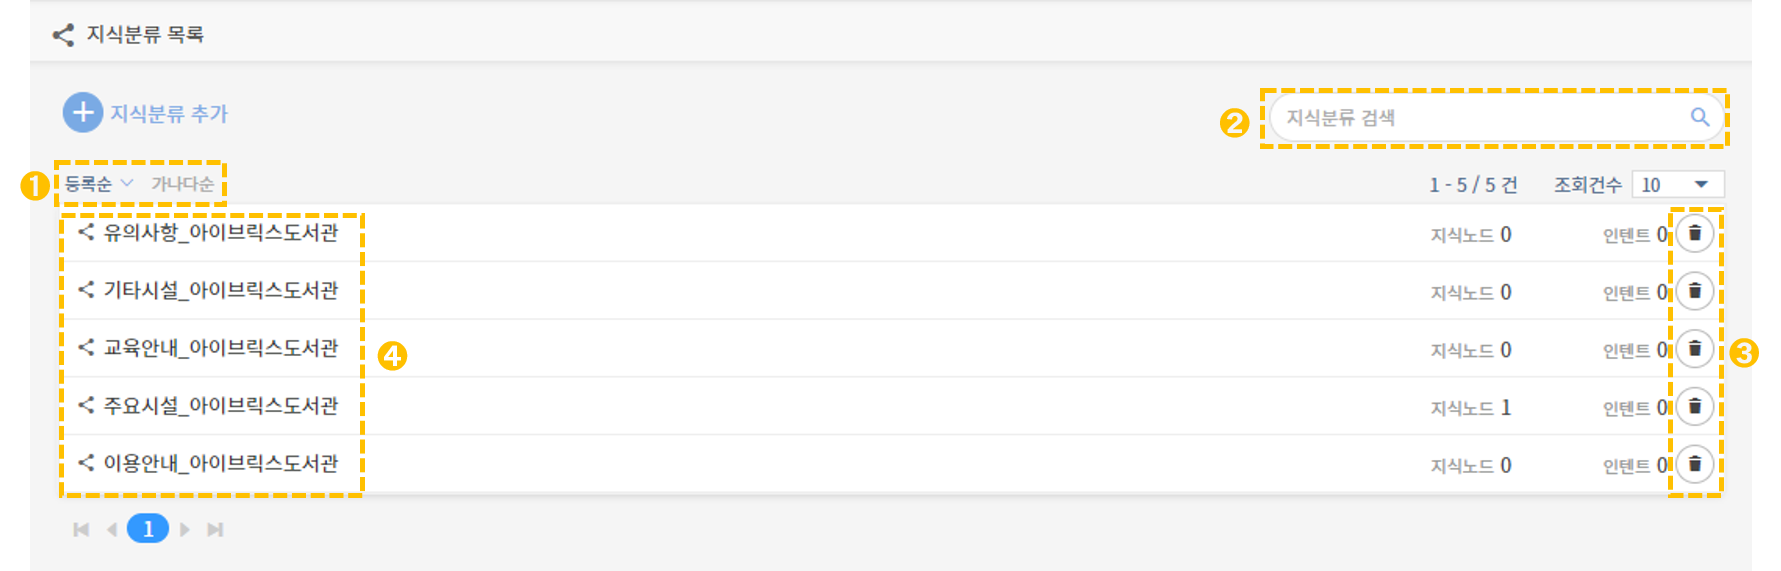 지식분류 목록
지식분류 추가
2 지식분류 검색
1 등록순 가나다순 1 - 5 / 5 건 조회건수 10
유의사항_아이브릭스도서관 지식노드 0 인텐트 0
기타시설_아이브릭스도서관 지식노드 0 인텐트 0
교육안내_아이브릭스도서관 4 지식노드 0 인텐트 0 3
주요시설_아이브릭스도서관 지식노드 1 인텐트 0
이용안내_아이브릭스도서관 지식노드 0 인텐트 0
1